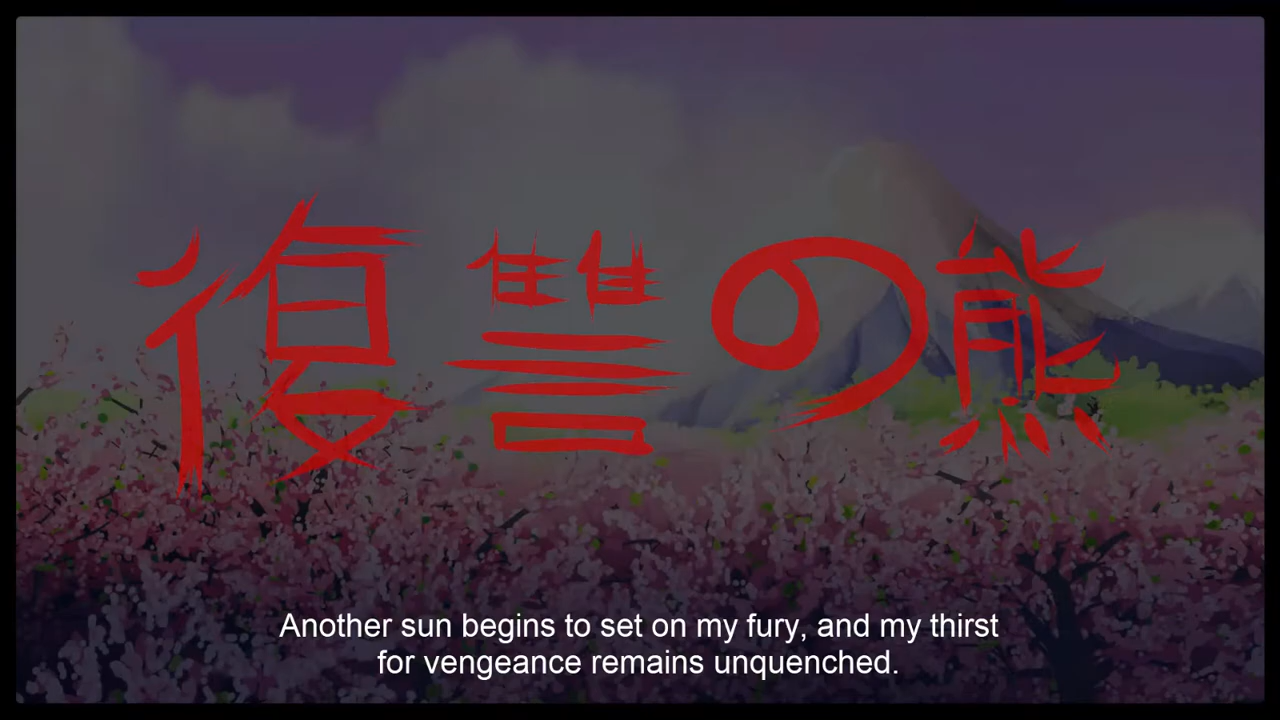 復讐の熊
Another sun begins to set on my fury, and my thirst
for vengeance remains unquenched.